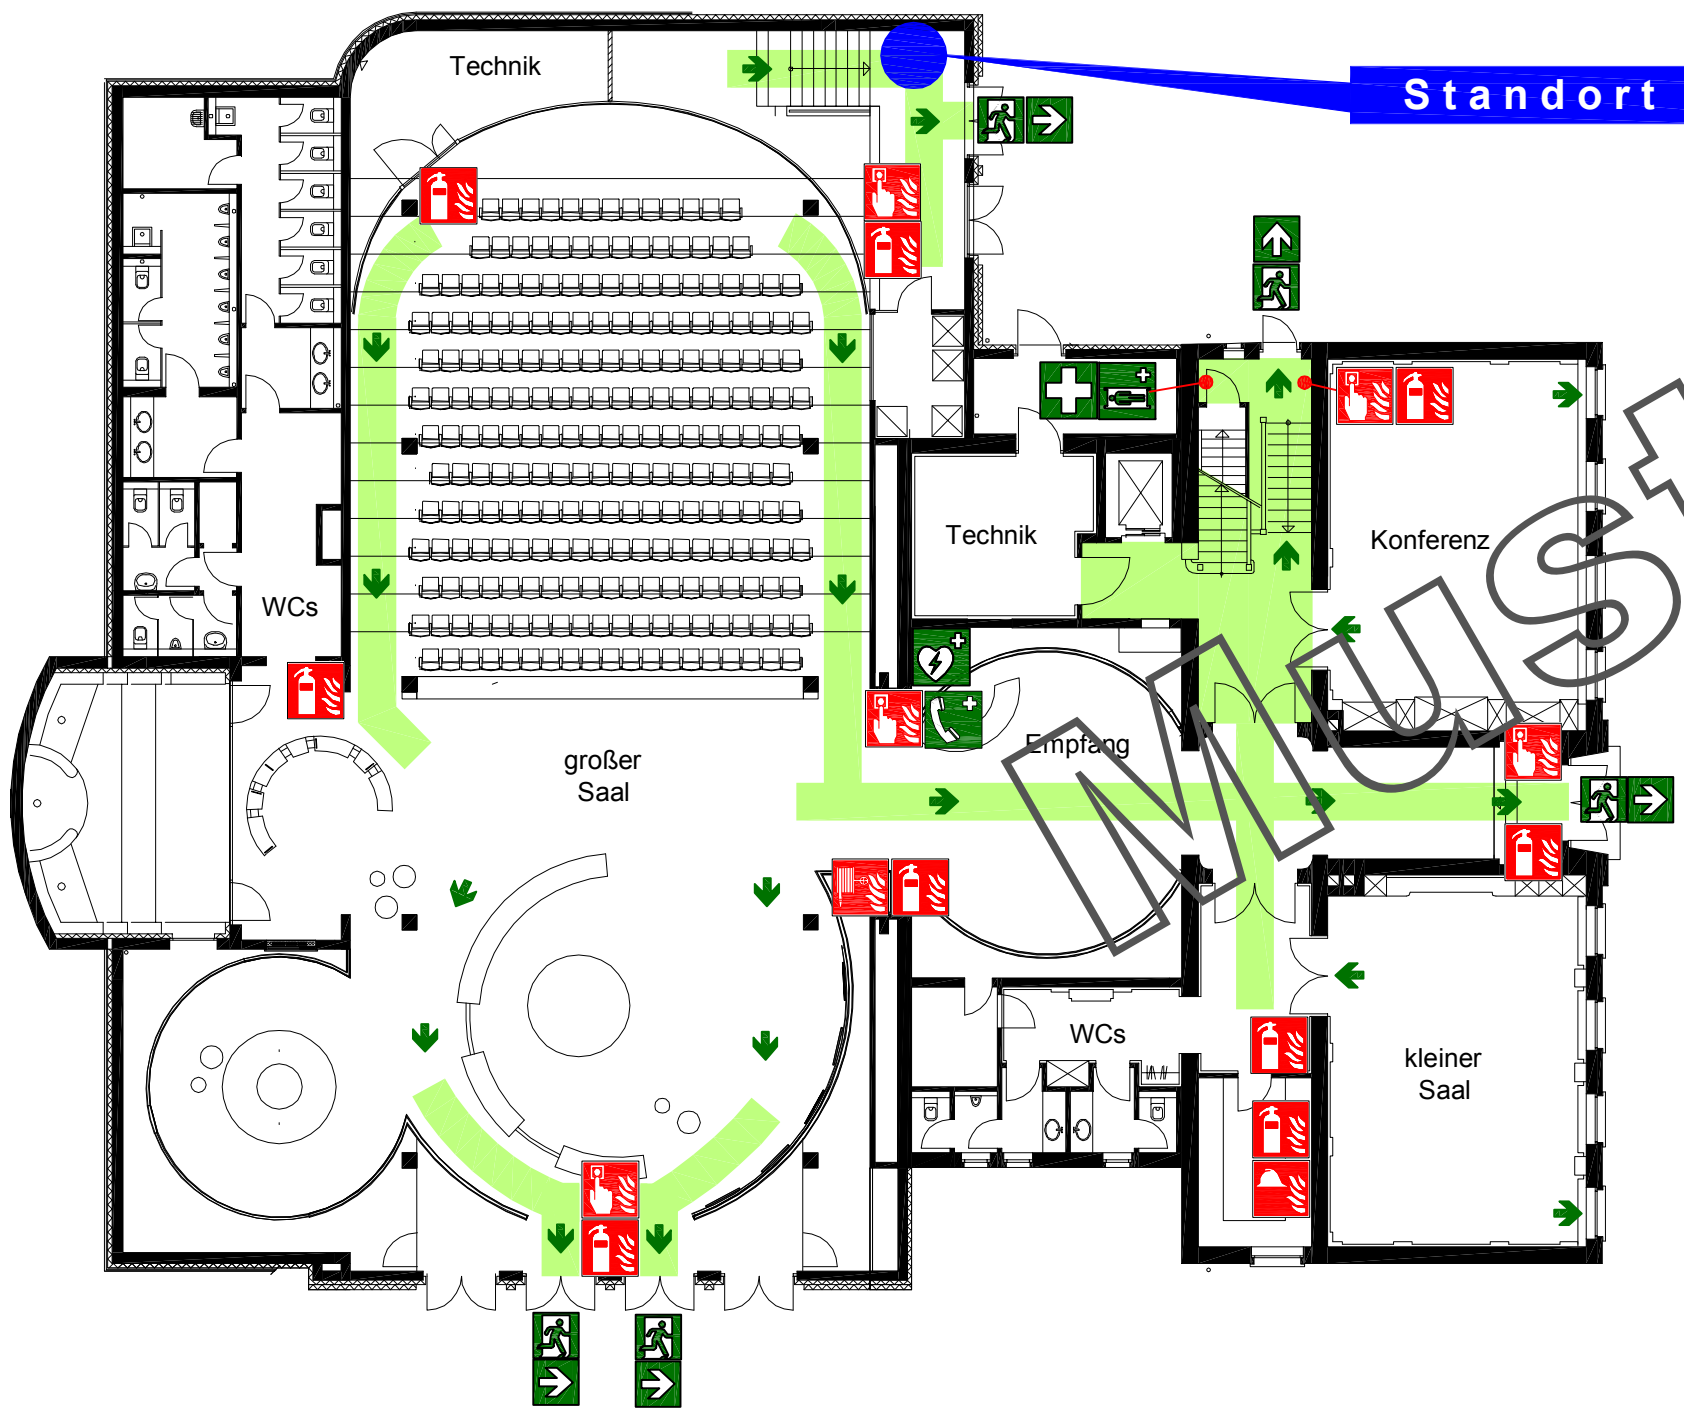 Technik
Standort
Technik
Konferenz
WCs
Empfang
großer
Saal
WCs
kleiner
Saal
Must